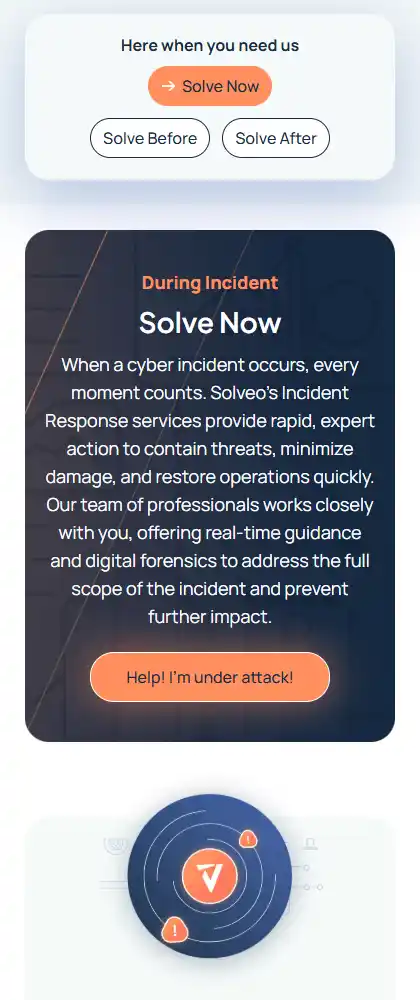 Here when you need us
→ Solve Now
Solve Before
Solve After
During Incident
Solve Now
When a cyber incident occurs, every
moment counts. Solveo's Incident
Response services provide rapid, expert
action to contain threats, minimize
damage, and restore operations quickly.
Our team of professionals works closely
with you, offering real-time guidance
and digital forensics to address the full
scope of the incident and prevent
further impact.
Help! I'm under attack!
!
!